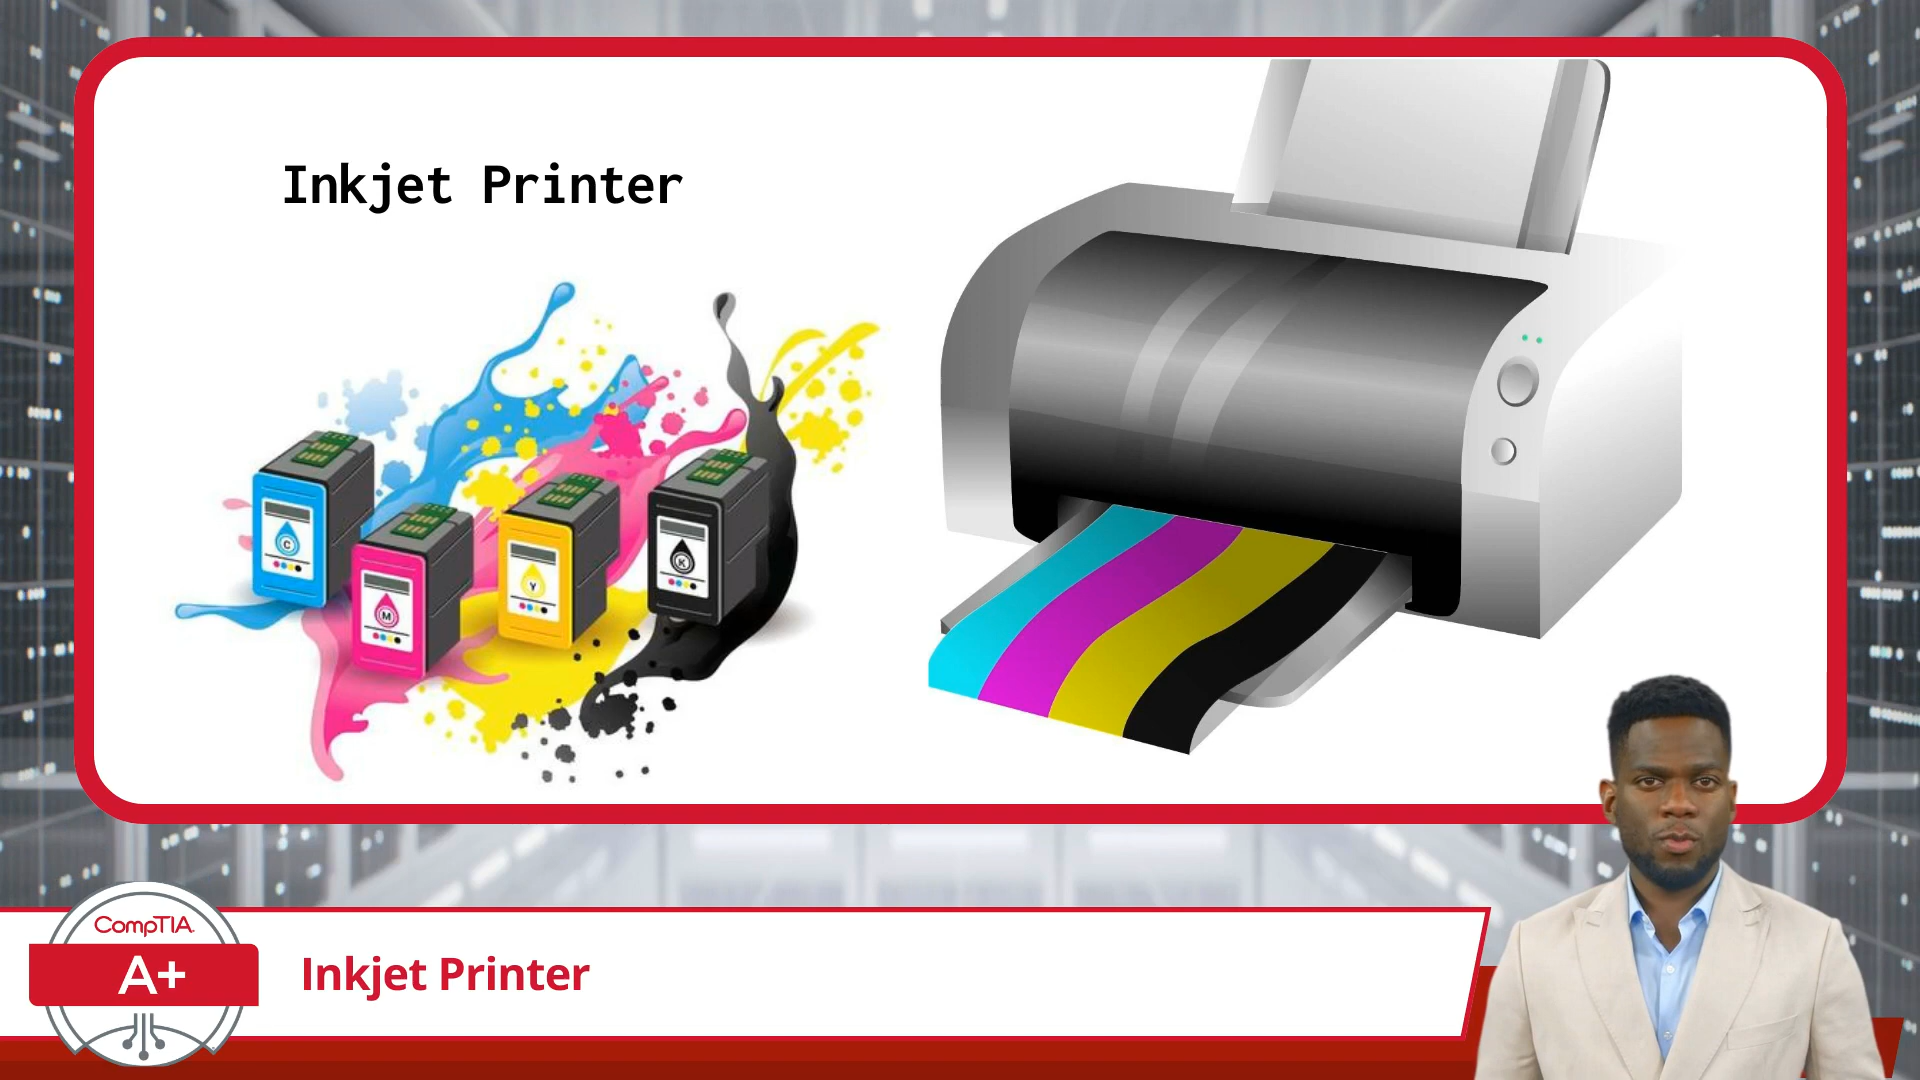 Inkjet Printer
C
M
Y
K
CompTIA.
A+
Inkjet Printer